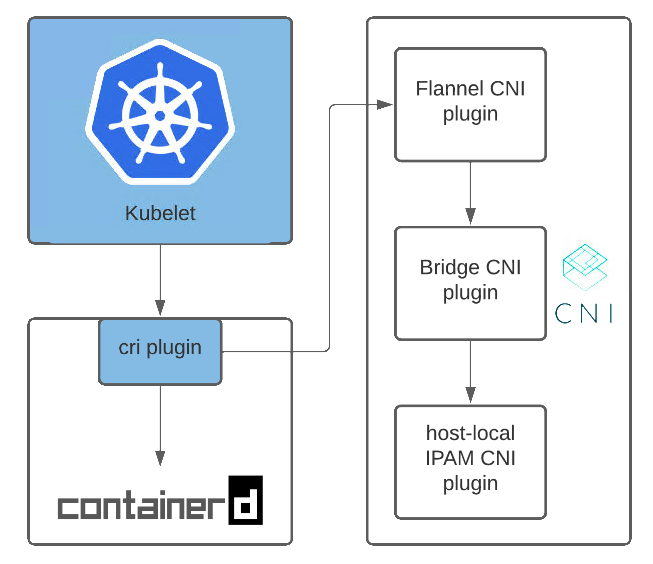 Kubelet
cri plugin
containerd
Flannel CNI
plugin
Bridge CNI
plugin
CNI
host-local
IPAM CNI
plugin